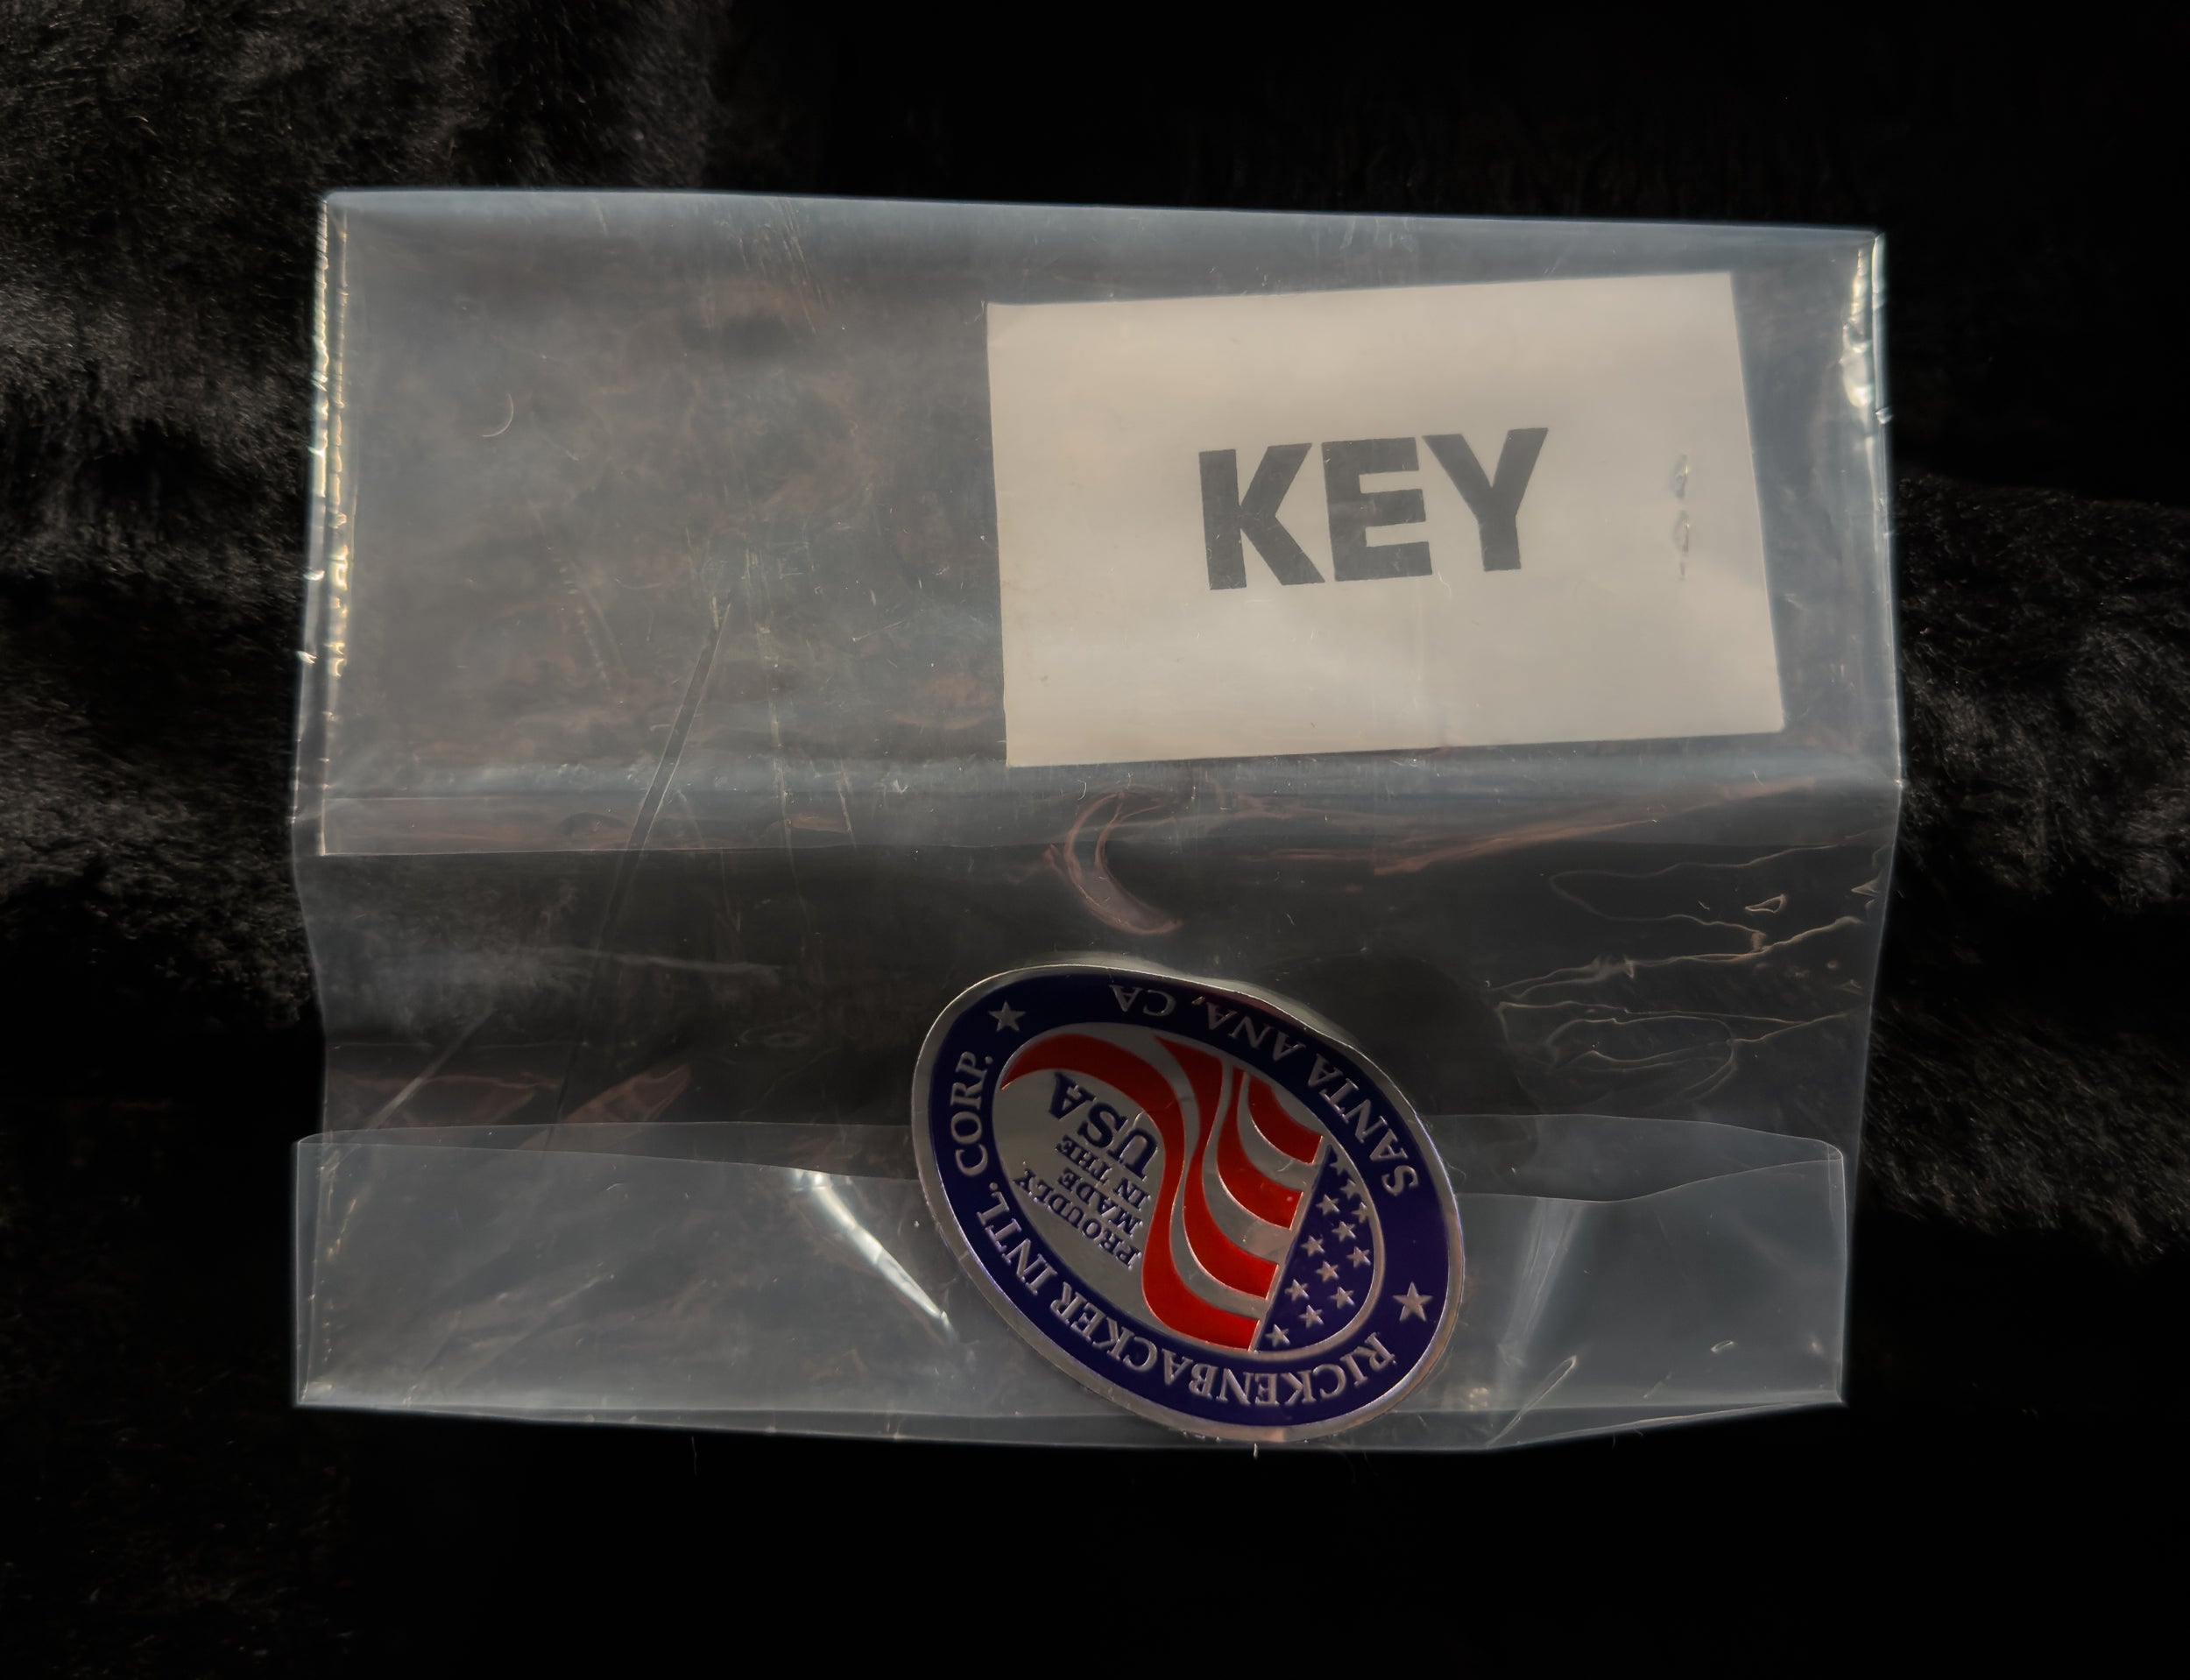 KEY
RICKENBACKER INTL. CORP.
SANTA ANA, CA
PROUDLY
MADE
IN THE
USA